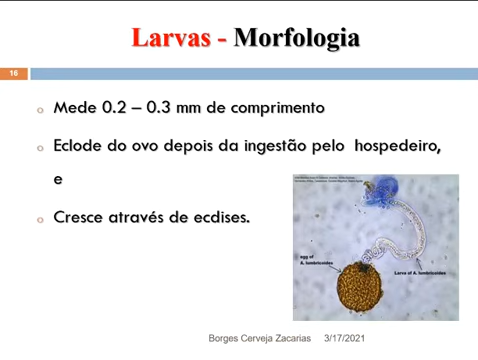 Larvas - Morfologia
16
o Mede 0.2 – 0.3 mm de comprimento
o Eclode do ovo depois da ingestão pelo hospedeiro,
e
o Cresce através de ecdises.
egg of
A. lumbricoides
Larva of A. lumbricoides
Borges Cerveja Zacarias 3/17/2021